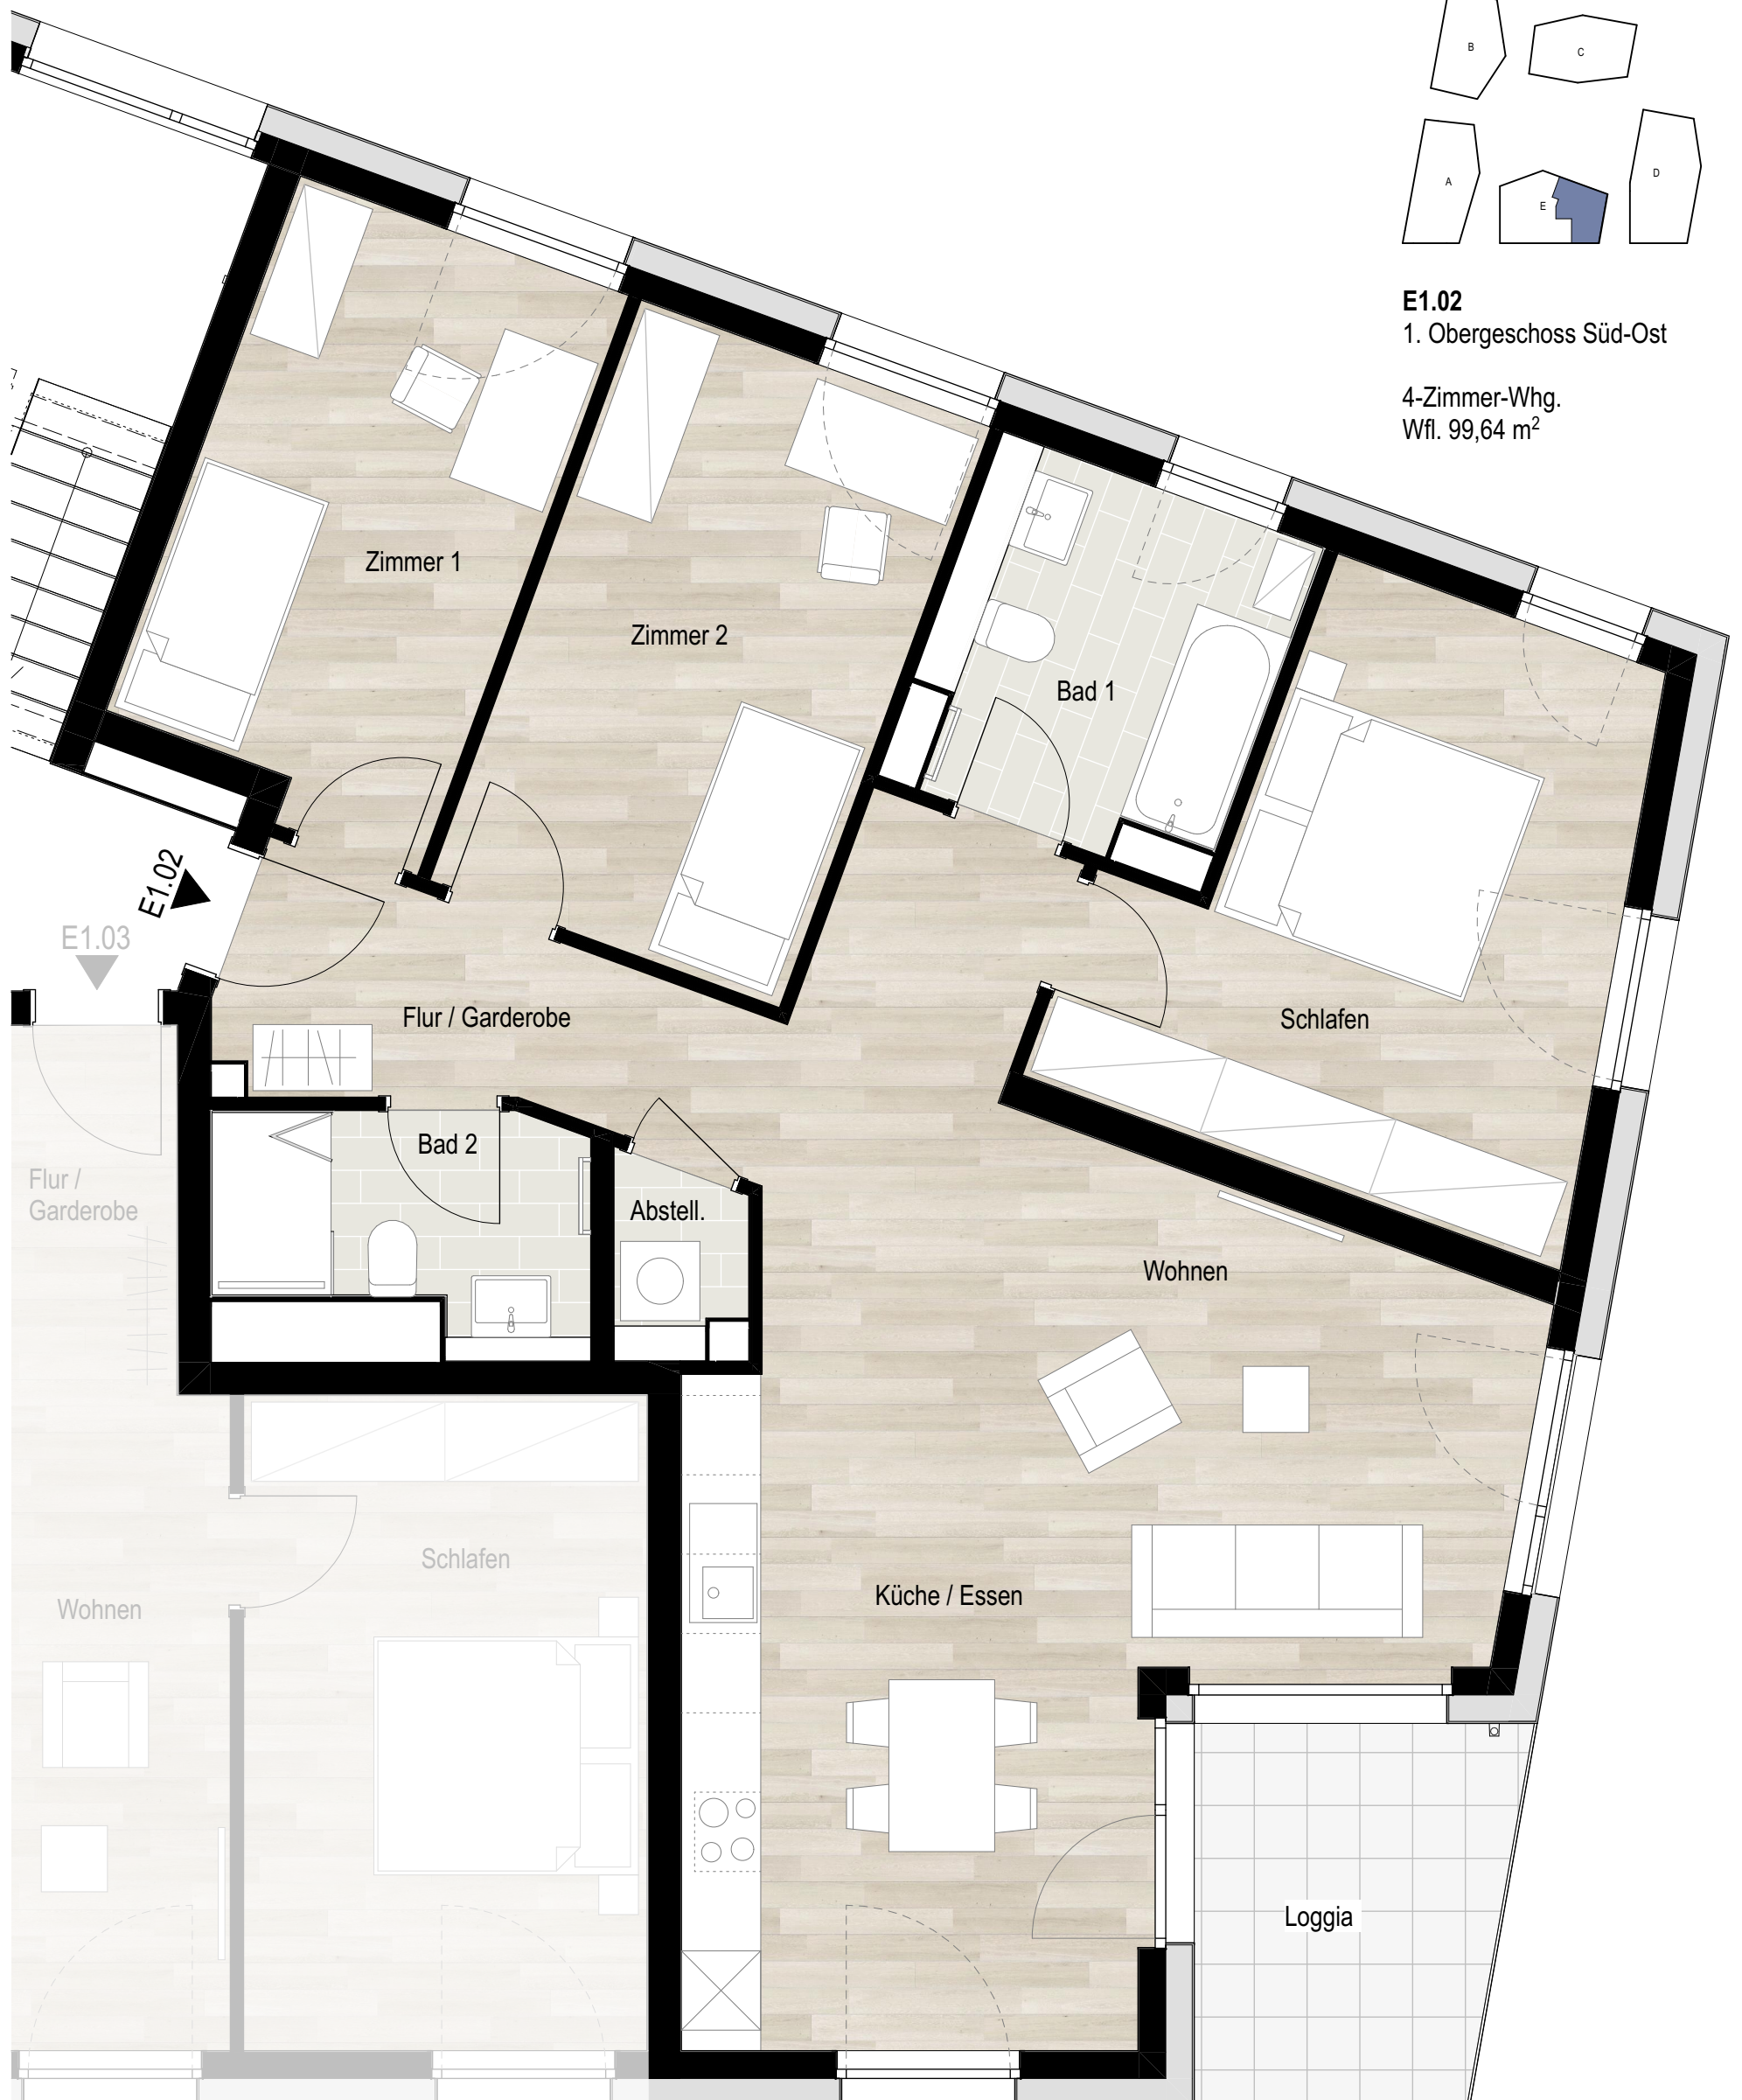 B
C
A
E
D
E1.02
1. Obergeschoss Süd-Ost
4-Zimmer-Whg.
Wfl. 99,64 m²
Zimmer 1
Zimmer 2
Bad 1
E1.02
E1.03
Flur / Garderobe
Schlafen
Bad 2
Abstell.
Flur /
Garderobe
Wohnen
Schlafen
Wohnen
Küche / Essen
Loggia